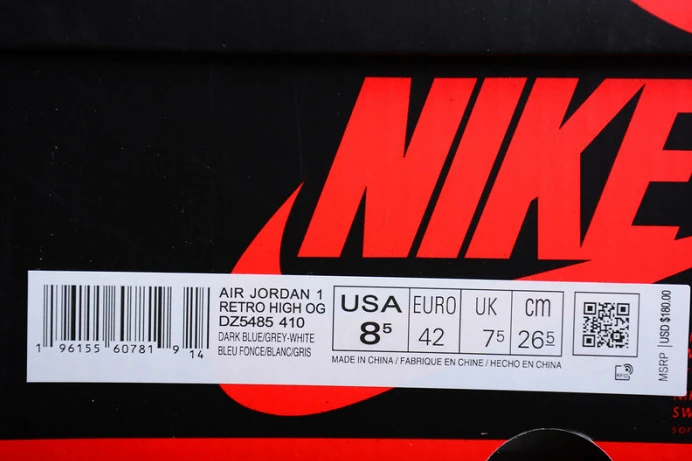 NIKE
AIR JORDAN 1
RETRO HIGH OG
DZ5485 410
DARK BLUE/GREY-WHITE
BLEU FONCE/BLANC/GRIS
1 96155 60781 9 14
USA EURO UK cm
8⁵ 42 7⁵ 26⁵
MADE IN CHINA / FABRIQUE EN CHINE / HECHO EN CHINA
RFID
MSRP USD $180.00
SW